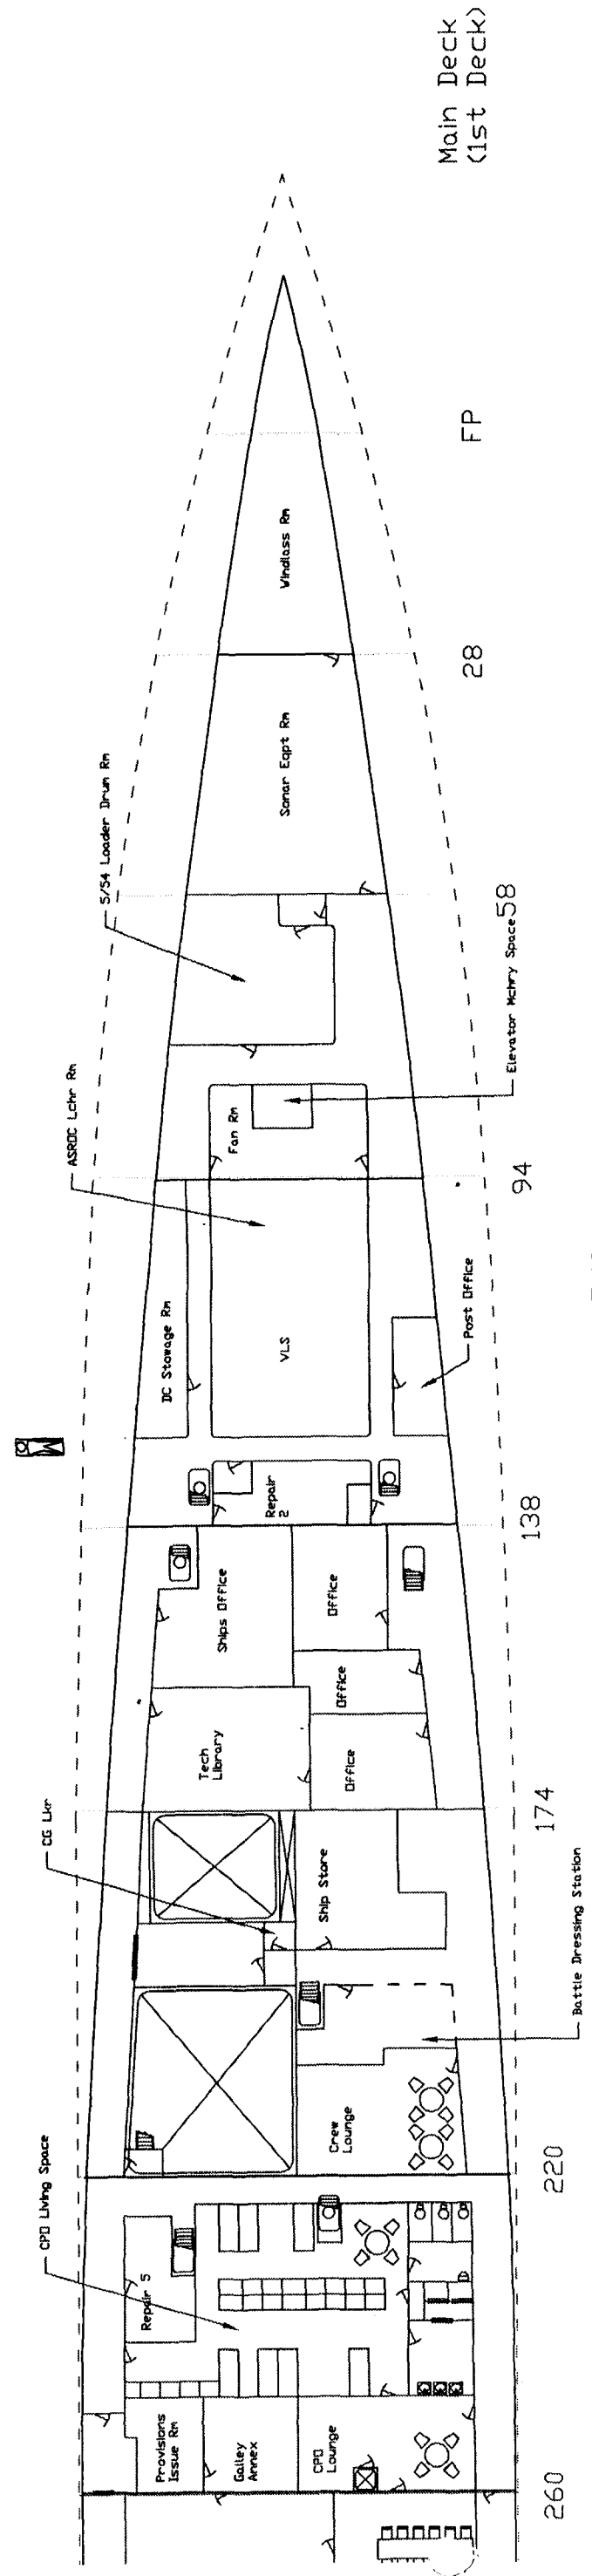 Main Deck
(1st Deck)
FP
Windlass Rm
28
Sonar Eqpt Rm
5/54 Loader Drum Rm
58
Elevator Mchry Space
ASROC Lchr Rm
Fan Rm
94
DC Stowage Rm
VLS
Post Office
Repair
2
138
Ships Office
Office
Office
Tech
Library
Office
174
CG Lkr
Ship Store
Battle Dressing Station
Crew
Lounge
220
CPO Living Space
Repair 5
Provisions
Issue Rm
Galley
Annex
CPO
Lounge
260